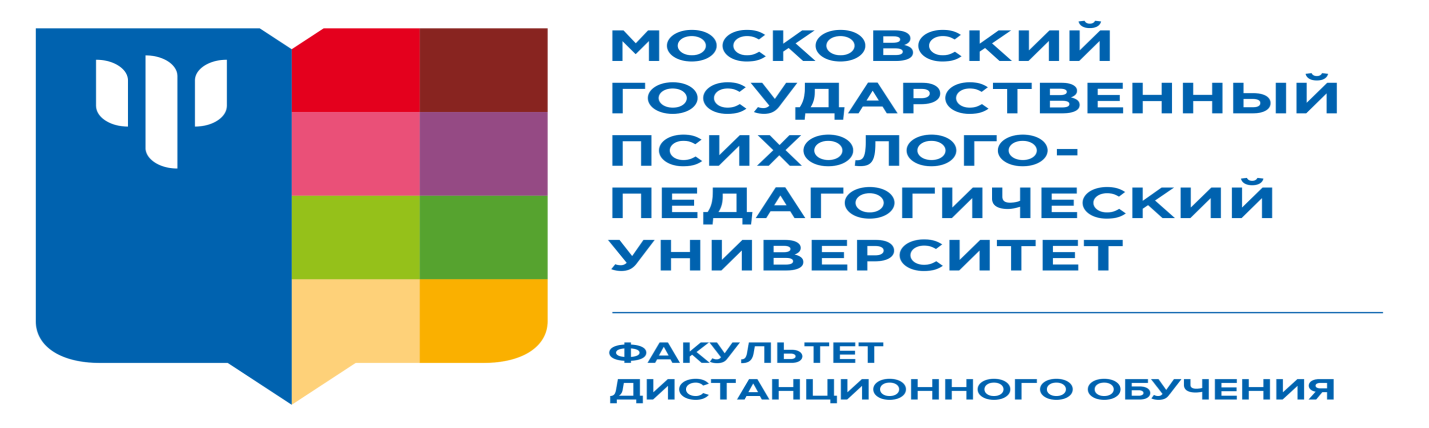 МОСКОВСКИЙ
ГОСУДАРСТВЕННЫЙ
ПСИХОЛОГО-
ПЕДАГОГИЧЕСКИЙ
УНИВЕРСИТЕТ
ФАКУЛЬТЕТ
ДИСТАНЦИОННОГО ОБУЧЕНИЯ